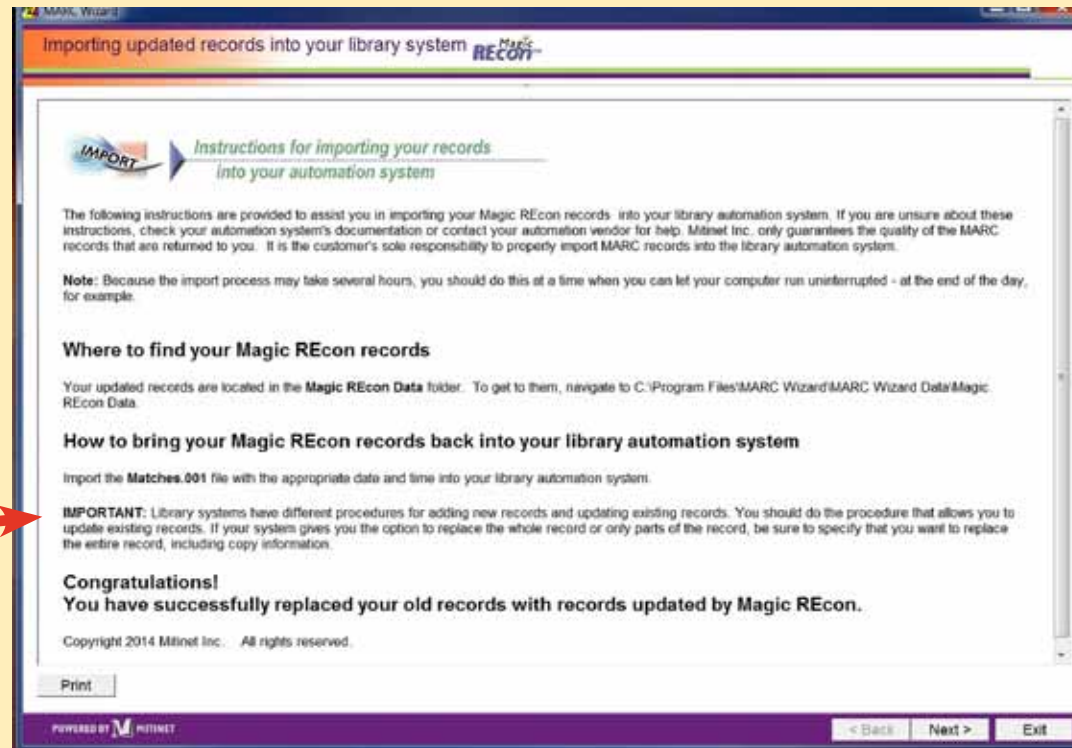 MARC Wizard
Importing updated records into your library system Magic REcon
IMPORT
Instructions for importing your records
into your automation system
The following instructions are provided to assist you in importing your Magic REcon records into your library automation system. If you are unsure about these
instructions, check your automation system's documentation or contact your automation vendor for help. Mitinet Inc. only guarantees the quality of the MARC
records that are returned to you. It is the customer's sole responsibility to properly import MARC records into the library automation system.
Note: Because the import process may take several hours, you should do this at a time when you can let your computer run uninterrupted - at the end of the day,
for example.
Where to find your Magic REcon records
Your updated records are located in the Magic REcon Data folder. To get to them, navigate to C:\Program Files\MARC Wizard\MARC Wizard Data\Magic
REcon Data.
How to bring your Magic REcon records back into your library automation system
Import the Matches.001 file with the appropriate date and time into your library automation system.
IMPORTANT: Library systems have different procedures for adding new records and updating existing records. You should do the procedure that allows you to
update existing records. If your system gives you the option to replace the whole record or only parts of the record, be sure to specify that you want to replace
the entire record, including copy information.
Congratulations!
You have successfully replaced your old records with records updated by Magic REcon.
Copyright 2014 Mitinet Inc. All rights reserved.
Print
POWERED BY M MITINET
< Back Next > Exit